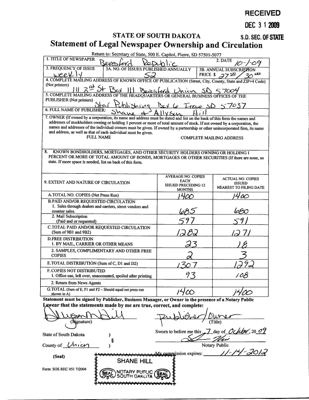 RECEIVED
DEC 31 2009
S.D. SEC. OF STATE
STATE OF SOUTH DAKOTA
Statement of Legal Newspaper Ownership and Circulation
Return to: Secretary of State, 500 E. Capitol, Pierre, SD 57501-5077
1. TITLE OF NEWSPAPER Beresford Republic
2. DATE 10-1-09
3. FREQUENCY OF ISSUE weekly
3A. NO. OF ISSUES PUBLISHED ANNUALLY 52
3B. ANNUAL SUBSCRIPTION PRICE $
4. COMPLETE MAILING ADDRESS OF KNOWN OFFICE OF PUBLICATION (Street, City, County, State and ZIP+4 Code)
(Not printers) 111 S 3rd St Box 111 Beresford Union SD 57004
5. COMPLETE MAILING ADDRESS OF THE HEADQUARTERS OR GENERAL BUSINESS OFFICES OF THE
PUBLISHER (Not printer) Star Publishing Box 6 Irene SD 57037
6. FULL NAME OF PUBLISHER: Shane & Allyson Hill
7. OWNER (If owned by a corporation, its name and address must be stated and list on the back of this form the names and
addresses of stockholders owning or holding 1 percent or more of total amount of stock. If not owned by a corporation, the
names and addresses of the individual owners must be given. If owned by a partnership or other unincorporated firm, its name
and address, as well as that of each individual must be given.
FULL NAME COMPLETE MAILING ADDRESS
8. KNOWN BONDHOLDERS, MORTGAGEES, AND OTHER SECURITY HOLDERS OWNING OR HOLDING 1
PERCENT OR MORE OF TOTAL AMOUNT OF BONDS, MORTGAGES OR OTHER SECURITIES (If there are none, so
state. If more space is needed, list on back of this form.
9. EXTENT AND NATURE OF CIRCULATION
AVERAGE NO. COPIES EACH ISSUED PRECEDING 12 MONTHS
ACTUAL NO. COPIES ISSUED NEAREST TO FILING DATE
A. TOTAL NO. COPIES (Net Press Run) 1400 1400
B. PAID AND/OR REQUESTED CIRCULATION
1. Sales through dealers and carriers, street vendors and
counter sales. 685 680
2. Mail Subscription
(Paid and or requested) 597 591
C. TOTAL PAID AND/OR REQUESTED CIRCULATION
(Sum of 9B1 and 9B2) 1282 1271
D. FREE DISTRIBUTION
1. BY MAIL, CARRIER OR OTHER MEANS 23 18
2. SAMPLES, COMPLIMENTARY AND OTHER FREE
COPIES 2 3
E. TOTAL DISTRIBUTION (Sum of C, D1 and D2) 1307 1292
F. COPIES NOT DISTRIBUTED
1. Office use, left over, unaccounted, spoiled after printing 93 108
2. Return from News Agents
G. TOTAL (Sum of E, F1 and F2 - Should equal net press run
shown in A) 1400 1400
Statement must be signed by Publisher, Business Manager, or Owner in the presence of a Notary Public
I swear that the statements made by me are true, correct, and complete:
Publisher/Owner
(Signature) (Title)
State of South Dakota )
Sworn to before me this 7 day of October, 20 09
County of Union )
Notary Public
(Seal)
My commission expires: 11-14-2012
SHANE HILL
SEAL NOTARY PUBLIC SOUTH DAKOTA SEAL
Form: SOS REC 051 7/2008